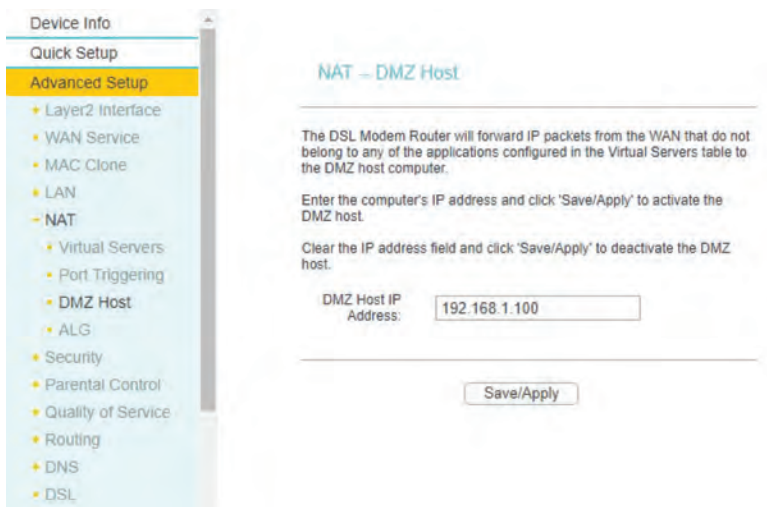 Device Info
Quick Setup
Advanced Setup
Layer2 Interface
WAN Service
MAC Clone
LAN
NAT
Virtual Servers
Port Triggering
DMZ Host
ALG
Security
Parental Control
Quality of Service
Routing
DNS
DSL
NAT -- DMZ Host
The DSL Modem Router will forward IP packets from the WAN that do not
belong to any of the applications configured in the Virtual Servers table to
the DMZ host computer.
Enter the computer's IP address and click 'Save/Apply' to activate the
DMZ host.
Clear the IP address field and click 'Save/Apply' to deactivate the DMZ
host.
DMZ Host IP
Address:
192.168.1.100
Save/Apply